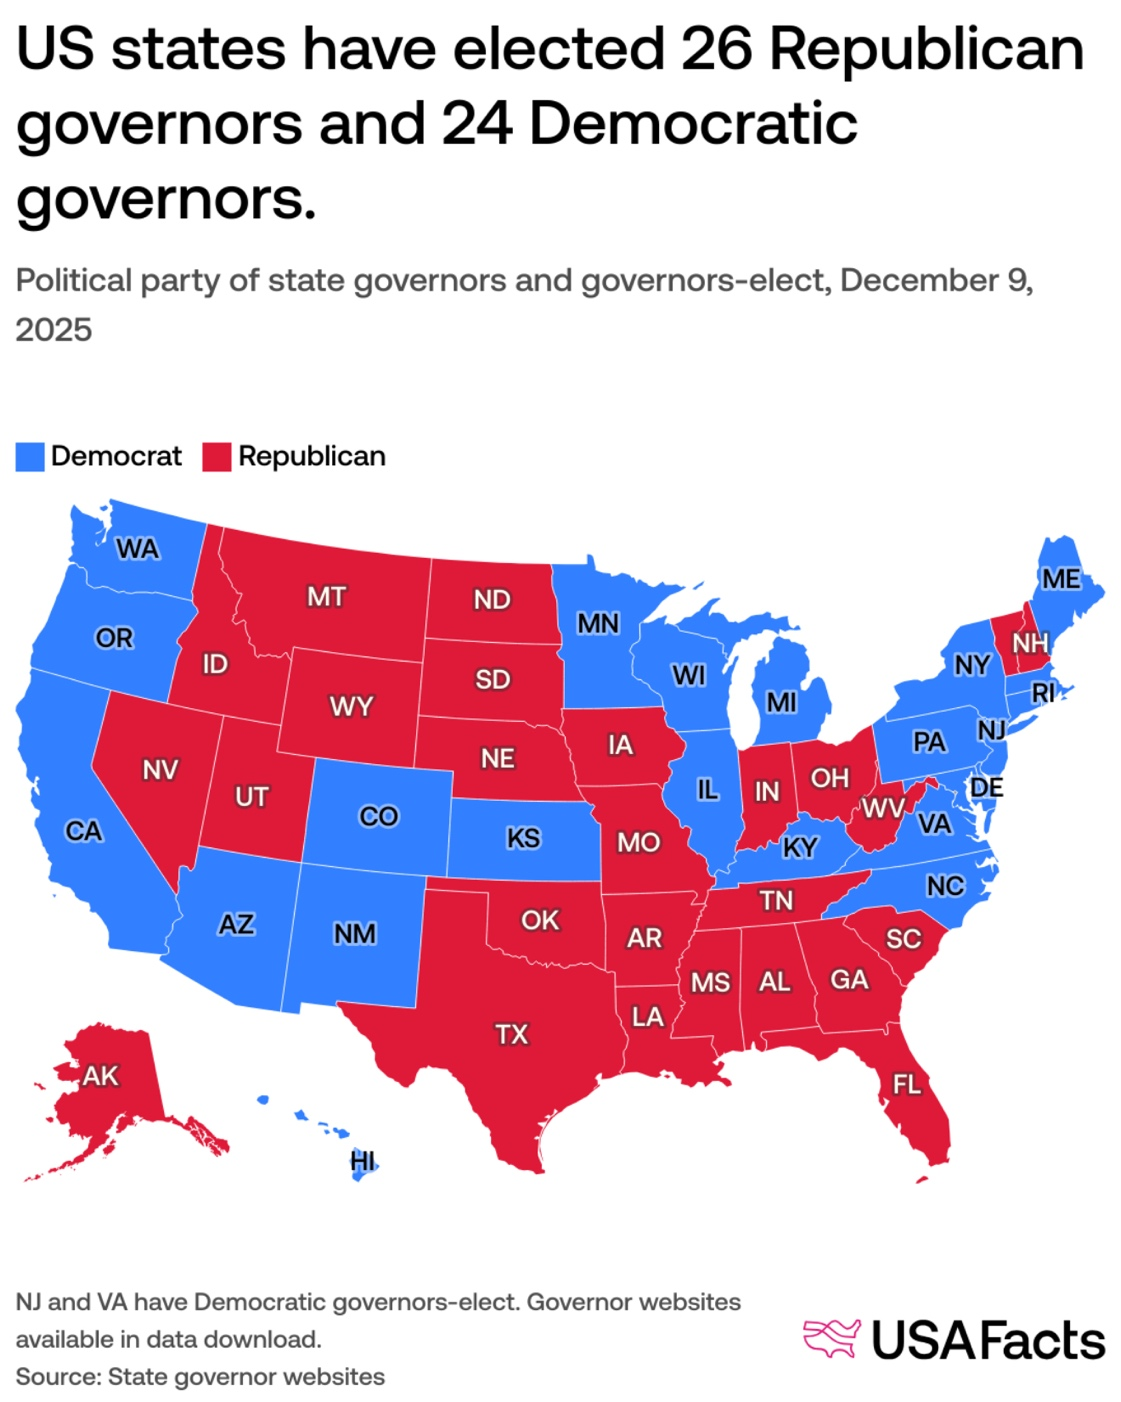 US states have elected 26 Republican
governors and 24 Democratic
governors.
Political party of state governors and governors-elect, December 9,
2025
Democrat Republican
WA
MT
ND
MN
ME
OR
ID
SD
WI
MI
NY
NH
RI
WY
NV
UT
NE
IA
IL
IN
OH
PA
NJ
DE
CA
CO
KS
MO
KY
WV
VA
AZ
NM
OK
AR
TN
NC
SC
MS
AL
GA
LA
TX
FL
AK
HI
NJ and VA have Democratic governors-elect. Governor websites
available in data download.
Source: State governor websites
USAFacts